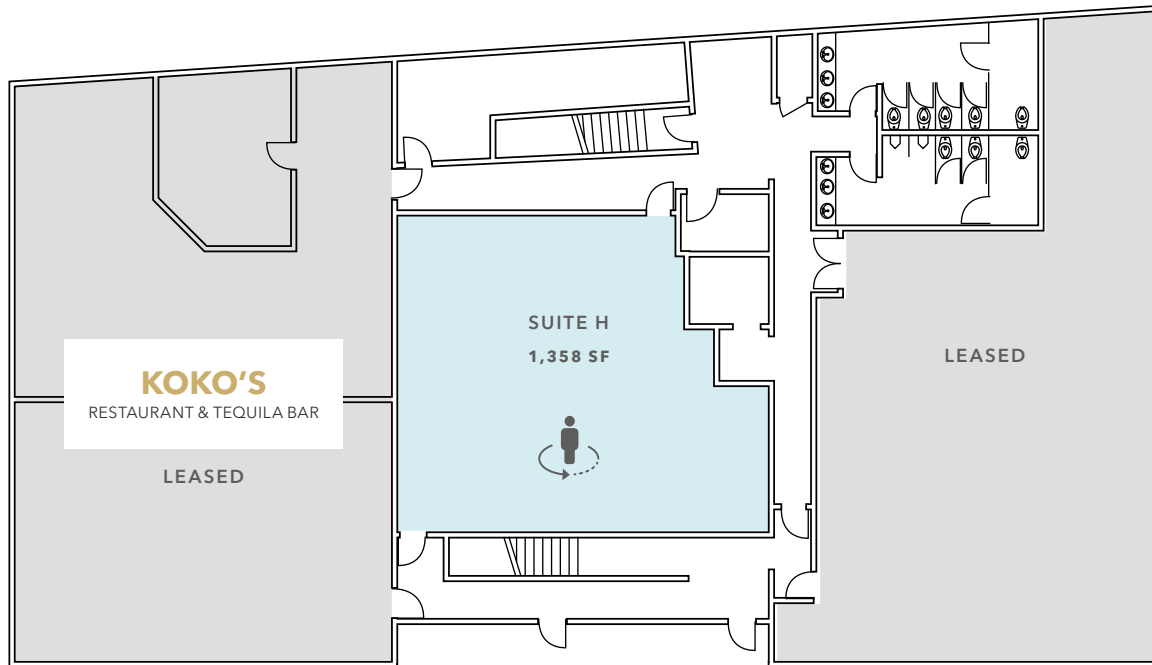 SUITE H
1,358 SF
LEASED
KOKO'S
RESTAURANT & TEQUILA BAR
LEASED